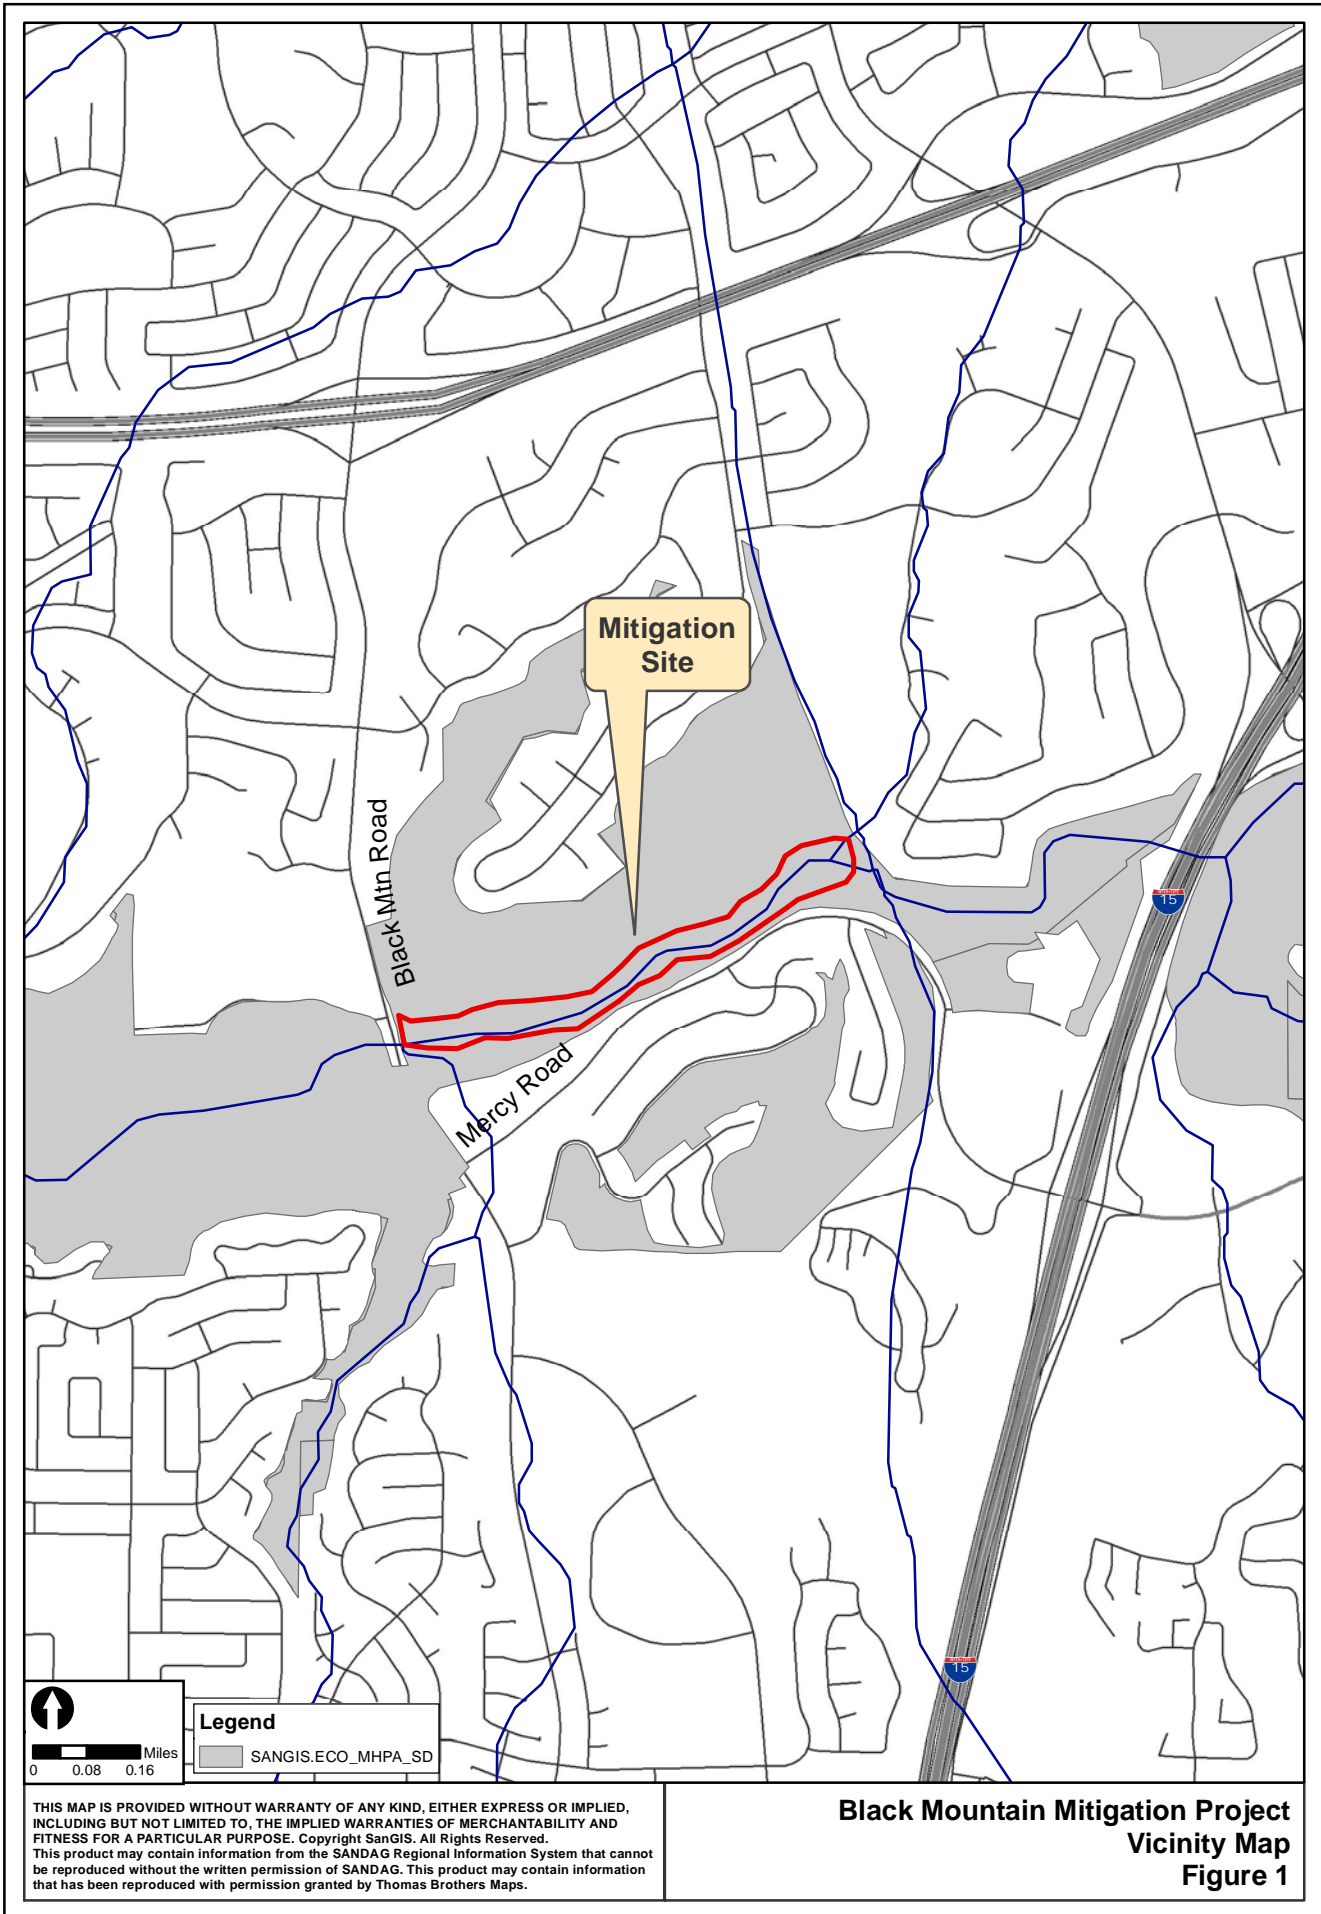 Mitigation
Site
Black Mtn Road
INTERSTATE
15
Mercy Road
INTERSTATE
15
Miles
0 0.08 0.16
Legend
SANGIS.ECO_MHPA_SD
THIS MAP IS PROVIDED WITHOUT WARRANTY OF ANY KIND, EITHER EXPRESS OR IMPLIED,
INCLUDING BUT NOT LIMITED TO, THE IMPLIED WARRANTIES OF MERCHANTABILITY AND
FITNESS FOR A PARTICULAR PURPOSE. Copyright SanGIS. All Rights Reserved.
This product may contain information from the SANDAG Regional Information System that cannot
be reproduced without the written permission of SANDAG. This product may contain information
that has been reproduced with permission granted by Thomas Brothers Maps.
Black Mountain Mitigation Project
Vicinity Map
Figure 1